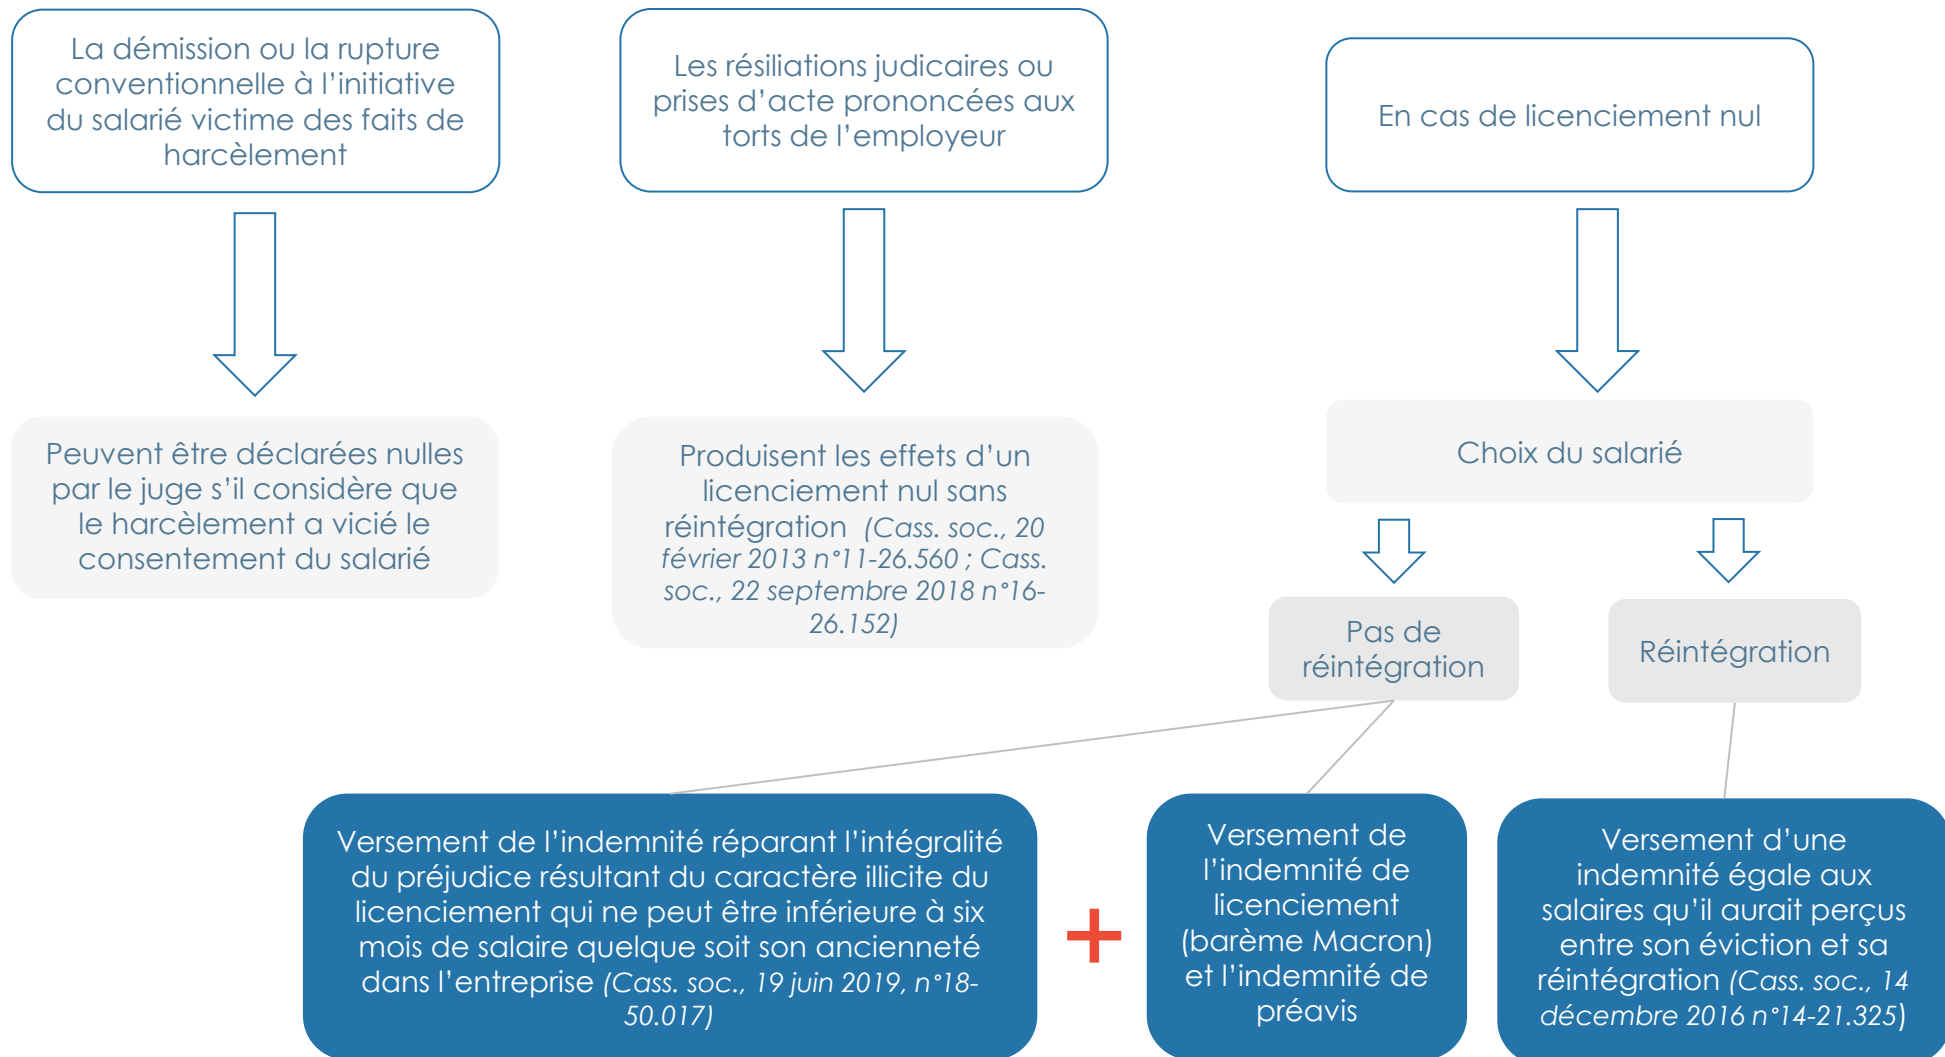 La démission ou la rupture
conventionnelle à l’initiative
du salarié victime des faits de
harcèlement
Les résiliations judicaires ou
prises d’acte prononcées aux
torts de l’employeur
En cas de licenciement nul
Peuvent être déclarées nulles
par le juge s’il considère que
le harcèlement a vicié le
consentement du salarié
Produisent les effets d’un
licenciement nul sans
réintégration (Cass. soc., 20
février 2013 n°11-26.560 ; Cass.
soc., 22 septembre 2018 n°16-
26.152)
Choix du salarié
Pas de
réintégration
Réintégration
Versement de l’indemnité réparant l’intégralité
du préjudice résultant du caractère illicite du
licenciement qui ne peut être inférieure à six
mois de salaire quelque soit son ancienneté
dans l’entreprise (Cass. soc., 19 juin 2019, n°18-
50.017)
+
Versement de
l’indemnité de
licenciement
(barème Macron)
et l’indemnité de
préavis
Versement d’une
indemnité égale aux
salaires qu’il aurait perçus
entre son éviction et sa
réintégration (Cass. soc., 14
décembre 2016 n°14-21.325)